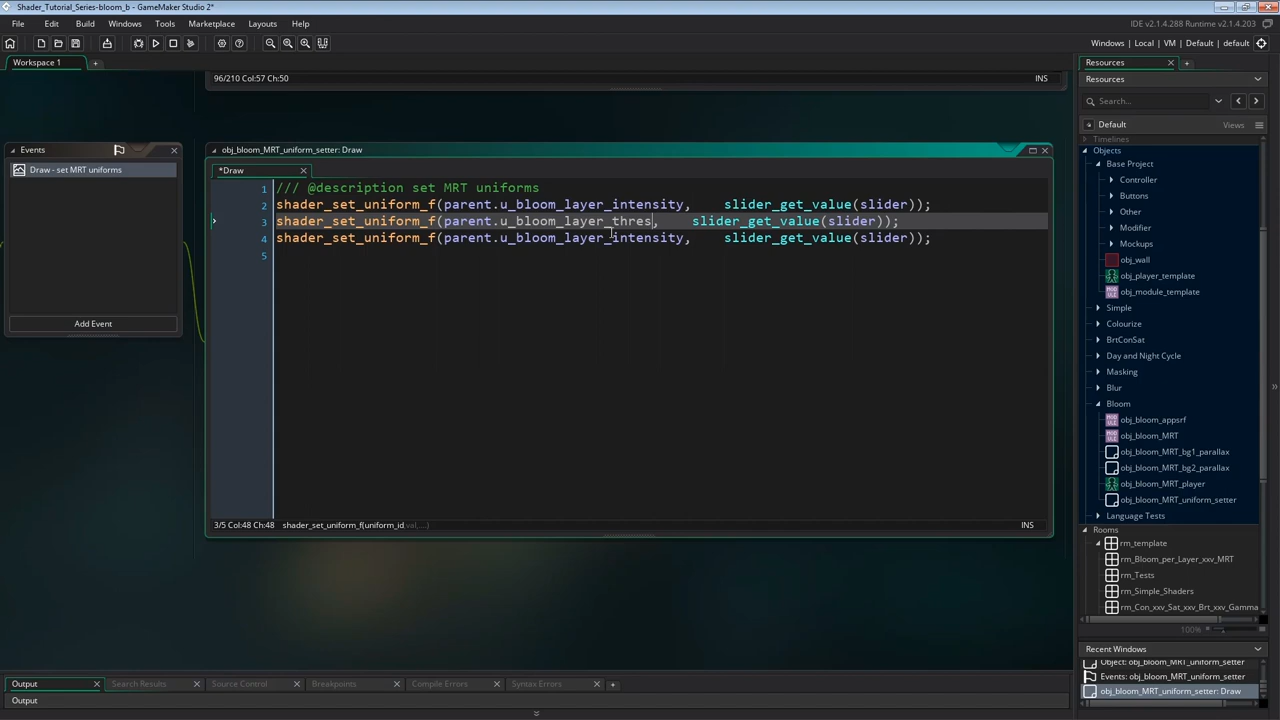 Shader_Tutorial_Series-bloom_b - GameMaker Studio 2*
File Edit Build Windows Tools Marketplace Layouts Help
IDE v2.1.4.288 Runtime v2.1.4.203
Windows | Local | VM | Default | default
Workspace 1
96/210 Col:57 Ch:50
INS
Events
Draw - set MRT uniforms
Add Event
obj_bloom_MRT_uniform_setter: Draw
*Draw
1 /// @description set MRT uniforms
2 shader_set_uniform_f(parent.u_bloom_layer_intensity, slider_get_value(slider));
3 shader_set_uniform_f(parent.u_bloom_layer_thres, slider_get_value(slider));
4 shader_set_uniform_f(parent.u_bloom_layer_intensity, slider_get_value(slider));
5
3/5 Col:48 Ch:48 shader_set_uniform_f(uniform_id,val,...)
INS
Resources
Resources
Search...
Default Views
Timelines
Objects
Base Project
Controller
Buttons
Other
Modifier
Mockups
obj_wall
obj_player_template
obj_module_template
Simple
Colourize
BrtConSat
Day and Night Cycle
Masking
Blur
Bloom
obj_bloom_appsrf
obj_bloom_MRT
obj_bloom_MRT_bg1_parallax
obj_bloom_MRT_bg2_parallax
obj_bloom_MRT_player
obj_bloom_MRT_uniform_setter
Language Tests
Rooms
rm_template
rm_Bloom_per_Layer_xxv_MRT
rm_Tests
rm_Simple_Shaders
rm_Con_xxv_Sat_xxv_Brt_xxv_Gamma
100%
Recent Windows
Object: obj_bloom_MRT_uniform_setter
Events: obj_bloom_MRT_uniform_setter
obj_bloom_MRT_uniform_setter: Draw
Output Search Results Source Control Breakpoints Compile Errors Syntax Errors
Output